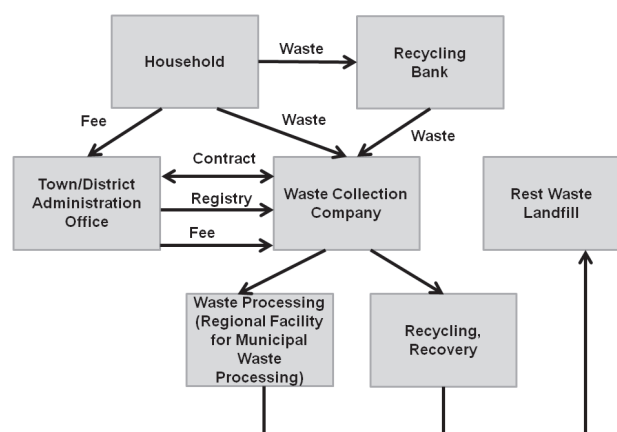 Household
Waste
Recycling
Bank
Fee
Waste
Waste
Town/District
Administration
Office
Contract
Registry
Fee
Waste Collection
Company
Rest Waste
Landfill
Waste Processing
(Regional Facility
for Municipal
Waste
Processing)
Recycling,
Recovery